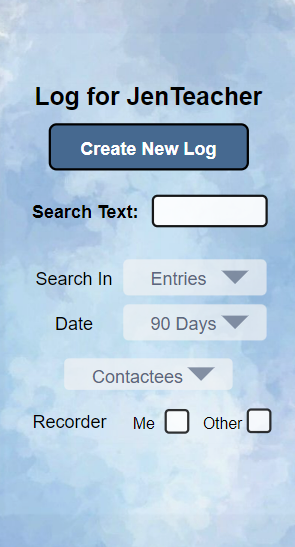 Log for JenTeacher
Create New Log
Search Text:
Search In Entries
Date 90 Days
Contactees
Recorder Me Other